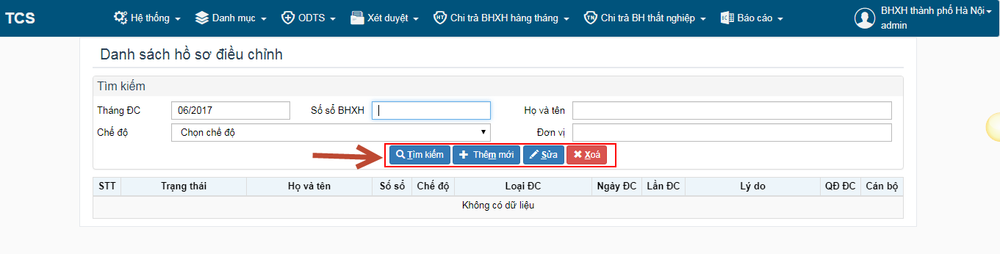 TCS Hệ thống Danh mục ODTS Xét duyệt HT Chi trả BHXH hàng tháng TN Chi trả BH thất nghiệp Báo cáo BHXH thành phố Hà Nội
admin
Danh sách hồ sơ điều chỉnh
Tìm kiếm
Tháng ĐC 06/2017 Số sổ BHXH Họ và tên
Chế độ Chọn chế độ Đơn vị
Tìm kiếm Thêm mới Sửa Xoá
STT Trạng thái Họ và tên Số sổ Chế độ Loại ĐC Ngày ĐC Lần ĐC Lý do QĐ ĐC Cán bộ
Không có dữ liệu